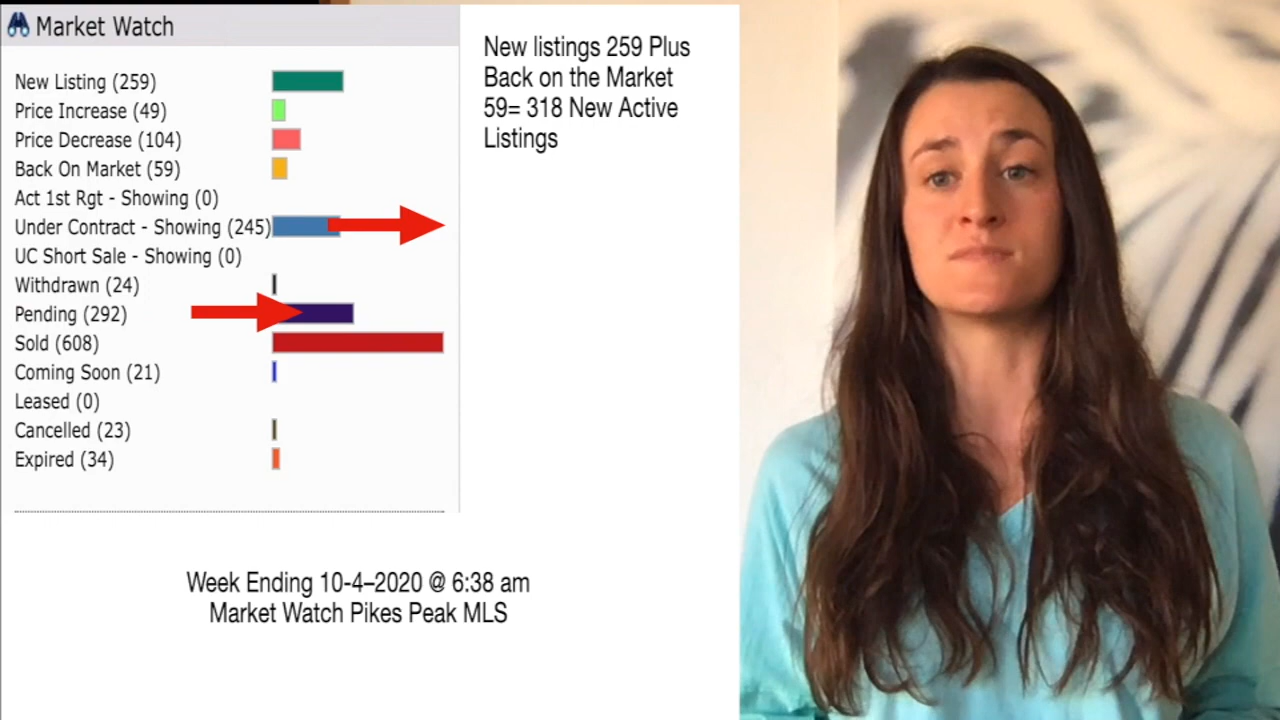 Market Watch
New Listing (259)
Price Increase (49)
Price Decrease (104)
Back On Market (59)
Act 1st Rgt - Showing (0)
Under Contract - Showing (245)
UC Short Sale - Showing (0)
Withdrawn (24)
Pending (292)
Sold (608)
Coming Soon (21)
Leased (0)
Cancelled (23)
Expired (34)
New listings 259 Plus
Back on the Market
59= 318 New Active
Listings
Week Ending 10-4–2020 @ 6:38 am
Market Watch Pikes Peak MLS